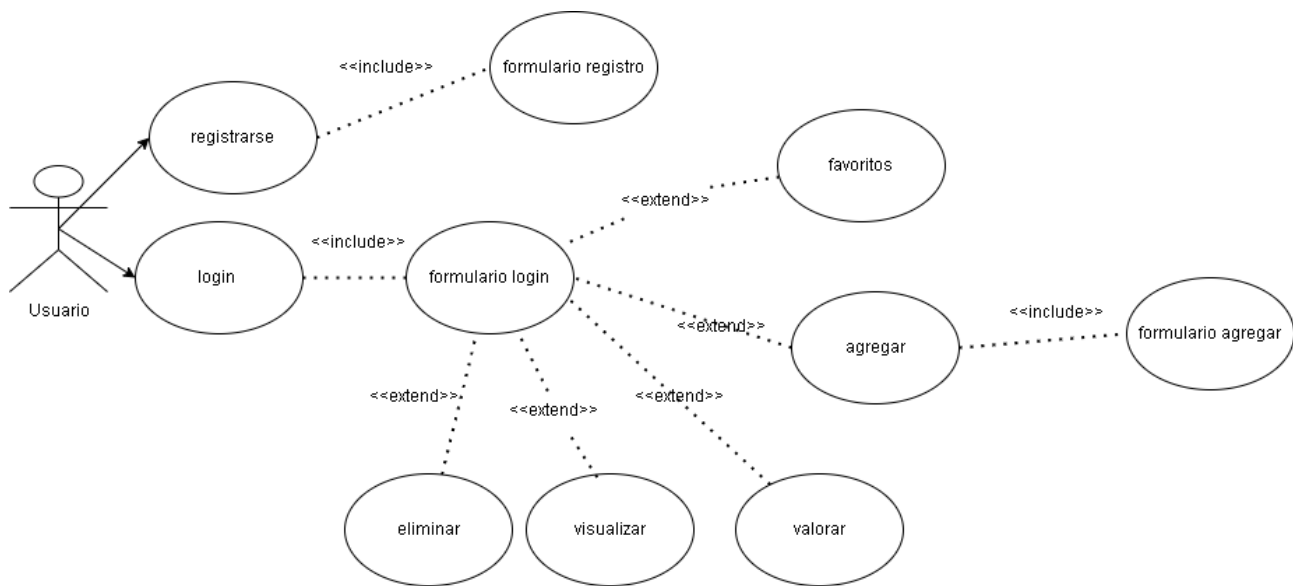 <<include>>
formulario registro
registrarse
favoritos
<<extend>>
<<include>>
login
formulario login
Usuario
<<include>>
<<extend>>
agregar
formulario agregar
<<extend>>
<<extend>>
<<extend>>
eliminar
visualizar
valorar